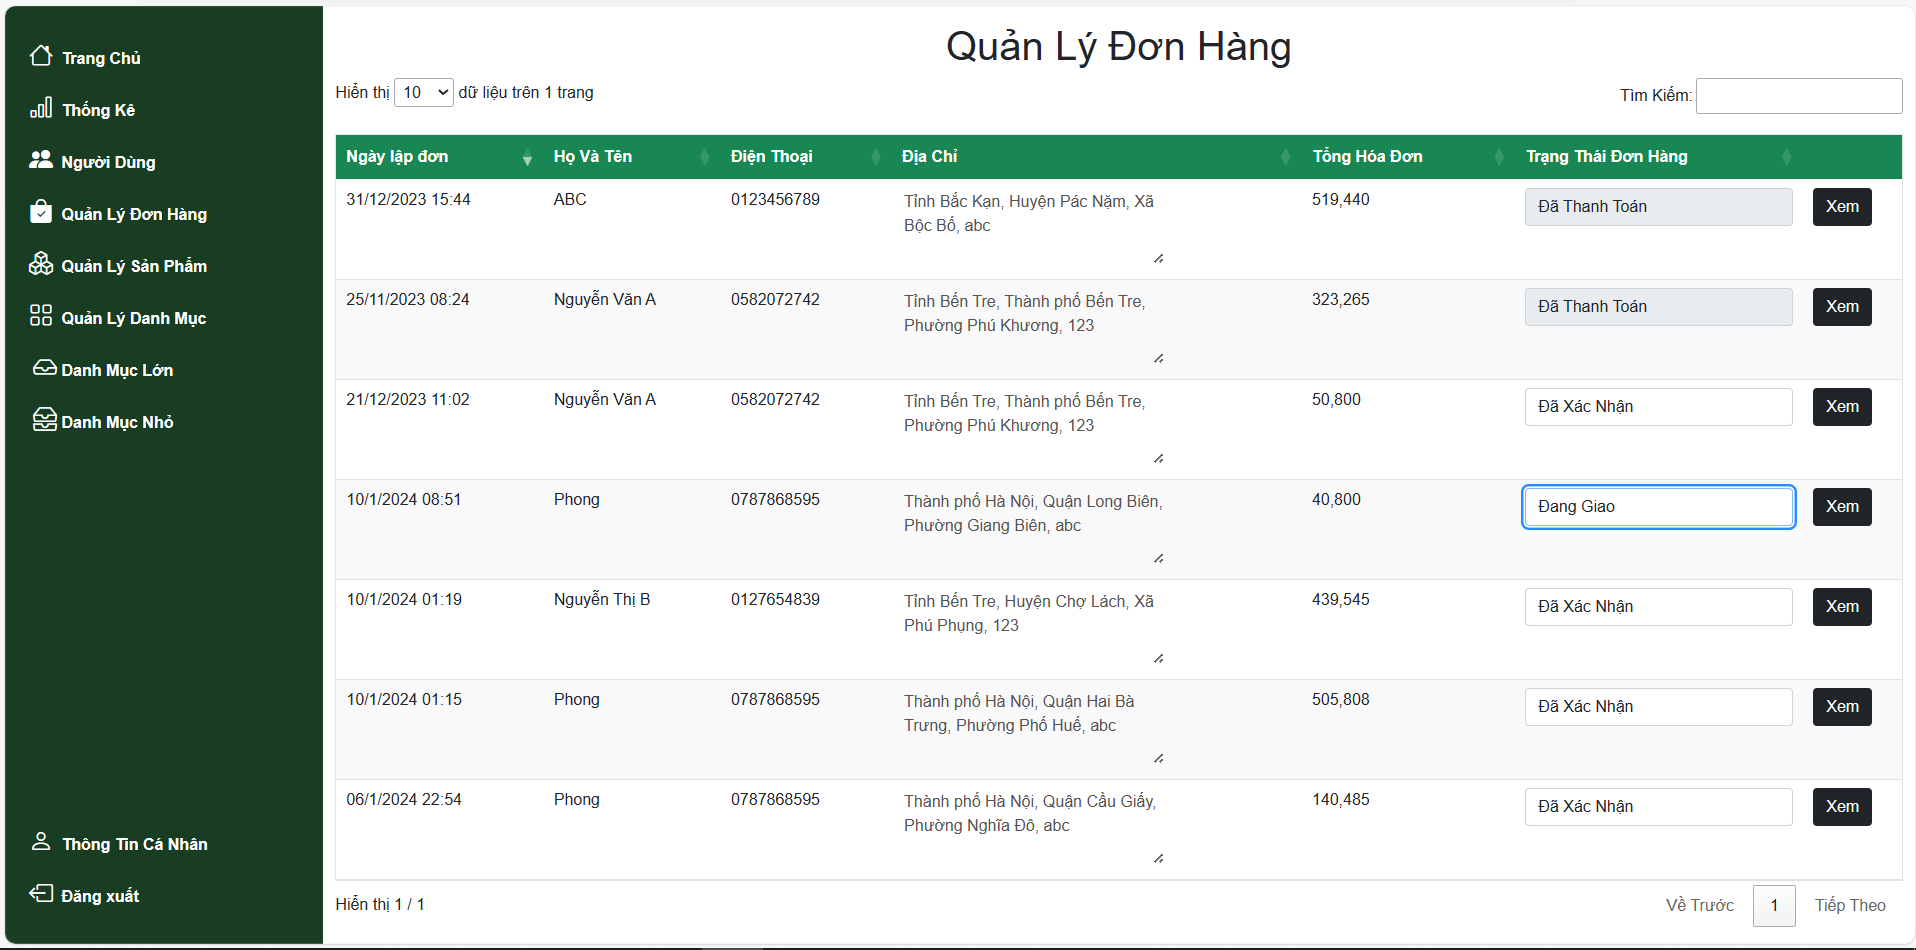 Trang Chủ
Thống Kê
Người Dùng
Quản Lý Đơn Hàng
Quản Lý Sản Phẩm
Quản Lý Danh Mục
Danh Mục Lớn
Danh Mục Nhỏ
Thông Tin Cá Nhân
Đăng xuất
Quản Lý Đơn Hàng
Hiển thị 10 dữ liệu trên 1 trang
Tìm Kiếm:
Ngày lập đơn Họ Và Tên Điện Thoại Địa Chỉ Tổng Hóa Đơn Trạng Thái Đơn Hàng
31/12/2023 15:44 ABC 0123456789 Tỉnh Bắc Kạn, Huyện Pác Nặm, Xã 519,440 Đã Thanh Toán Xem
Bộc Bố, abc
25/11/2023 08:24 Nguyễn Văn A 0582072742 Tỉnh Bến Tre, Thành phố Bến Tre, 323,265 Đã Thanh Toán Xem
Phường Phú Khương, 123
21/12/2023 11:02 Nguyễn Văn A 0582072742 Tỉnh Bến Tre, Thành phố Bến Tre, 50,800 Đã Xác Nhận Xem
Phường Phú Khương, 123
10/1/2024 08:51 Phong 0787868595 Thành phố Hà Nội, Quận Long Biên, 40,800 Đang Giao Xem
Phường Giang Biên, abc
10/1/2024 01:19 Nguyễn Thị B 0127654839 Tỉnh Bến Tre, Huyện Chợ Lách, Xã 439,545 Đã Xác Nhận Xem
Phú Phụng, 123
10/1/2024 01:15 Phong 0787868595 Thành phố Hà Nội, Quận Hai Bà 505,808 Đã Xác Nhận Xem
Trưng, Phường Phố Huế, abc
06/1/2024 22:54 Phong 0787868595 Thành phố Hà Nội, Quận Cầu Giấy, 140,485 Đã Xác Nhận Xem
Phường Nghĩa Đô, abc
Hiển thị 1 / 1
Về Trước 1 Tiếp Theo